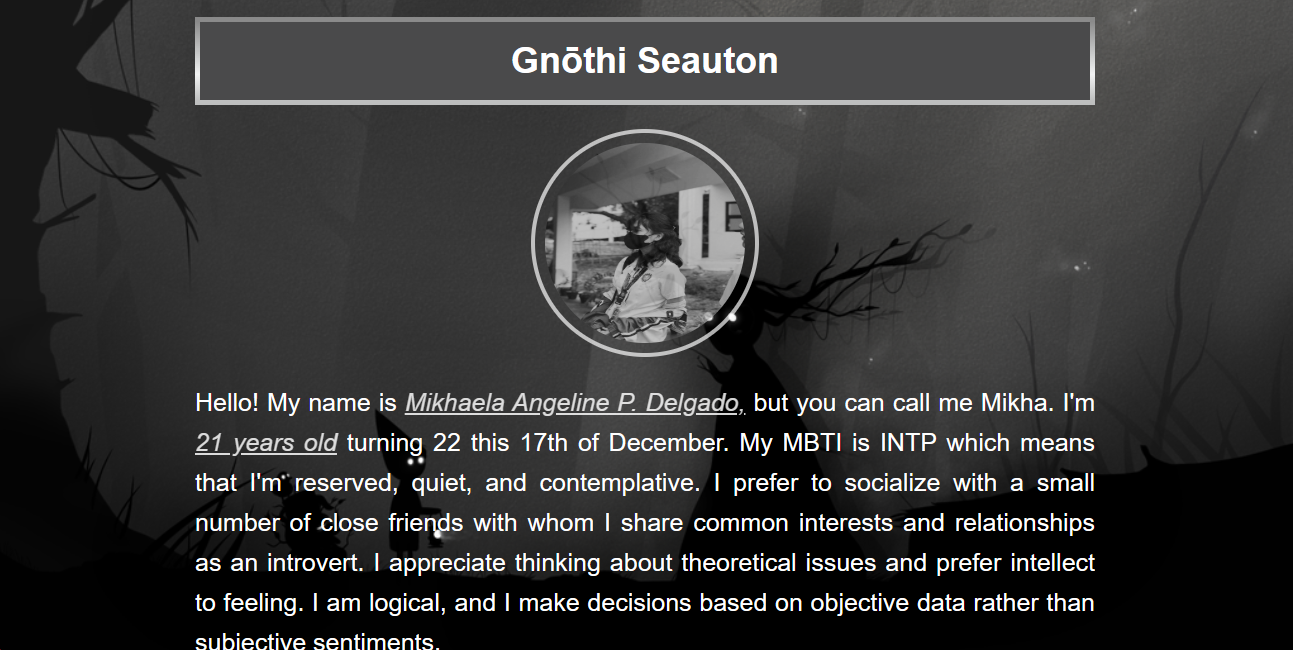 Gnōthi Seauton
Hello! My name is Mikhaela Angeline P. Delgado, but you can call me Mikha. I'm
21 years old turning 22 this 17th of December. My MBTI is INTP which means
that I'm reserved, quiet, and contemplative. I prefer to socialize with a small
number of close friends with whom I share common interests and relationships
as an introvert. I appreciate thinking about theoretical issues and prefer intellect
to feeling. I am logical, and I make decisions based on objective data rather than
subjective sentiments.